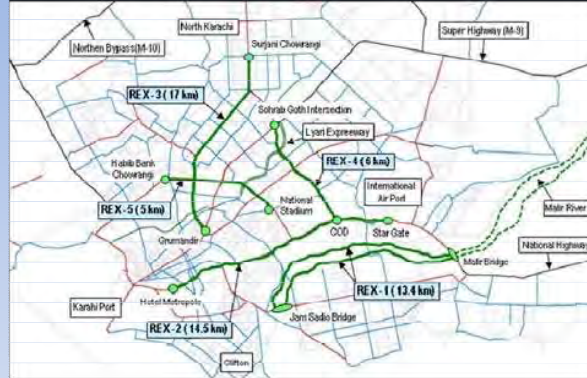 North Karachi
Super Highway (M-9)
Northen Bypass(M-10)
Surjani Chowrangi
REX-3 (17 km)
Sohrab Goth Intersection
Lyari Expreeway
REX-4 (6 km)
Habib Bank
Chowrangi
International
Air Port
REX-5 (5 km)
National
Stadium
Malir River
Grumandir
COD
Star Gate
National Highway
Malir Bridge
REX-1 (13.4 km)
Karahi Port
Hotel Metropole
Jam Sadiq Bridge
REX-2 (14.5 km)
Clifton